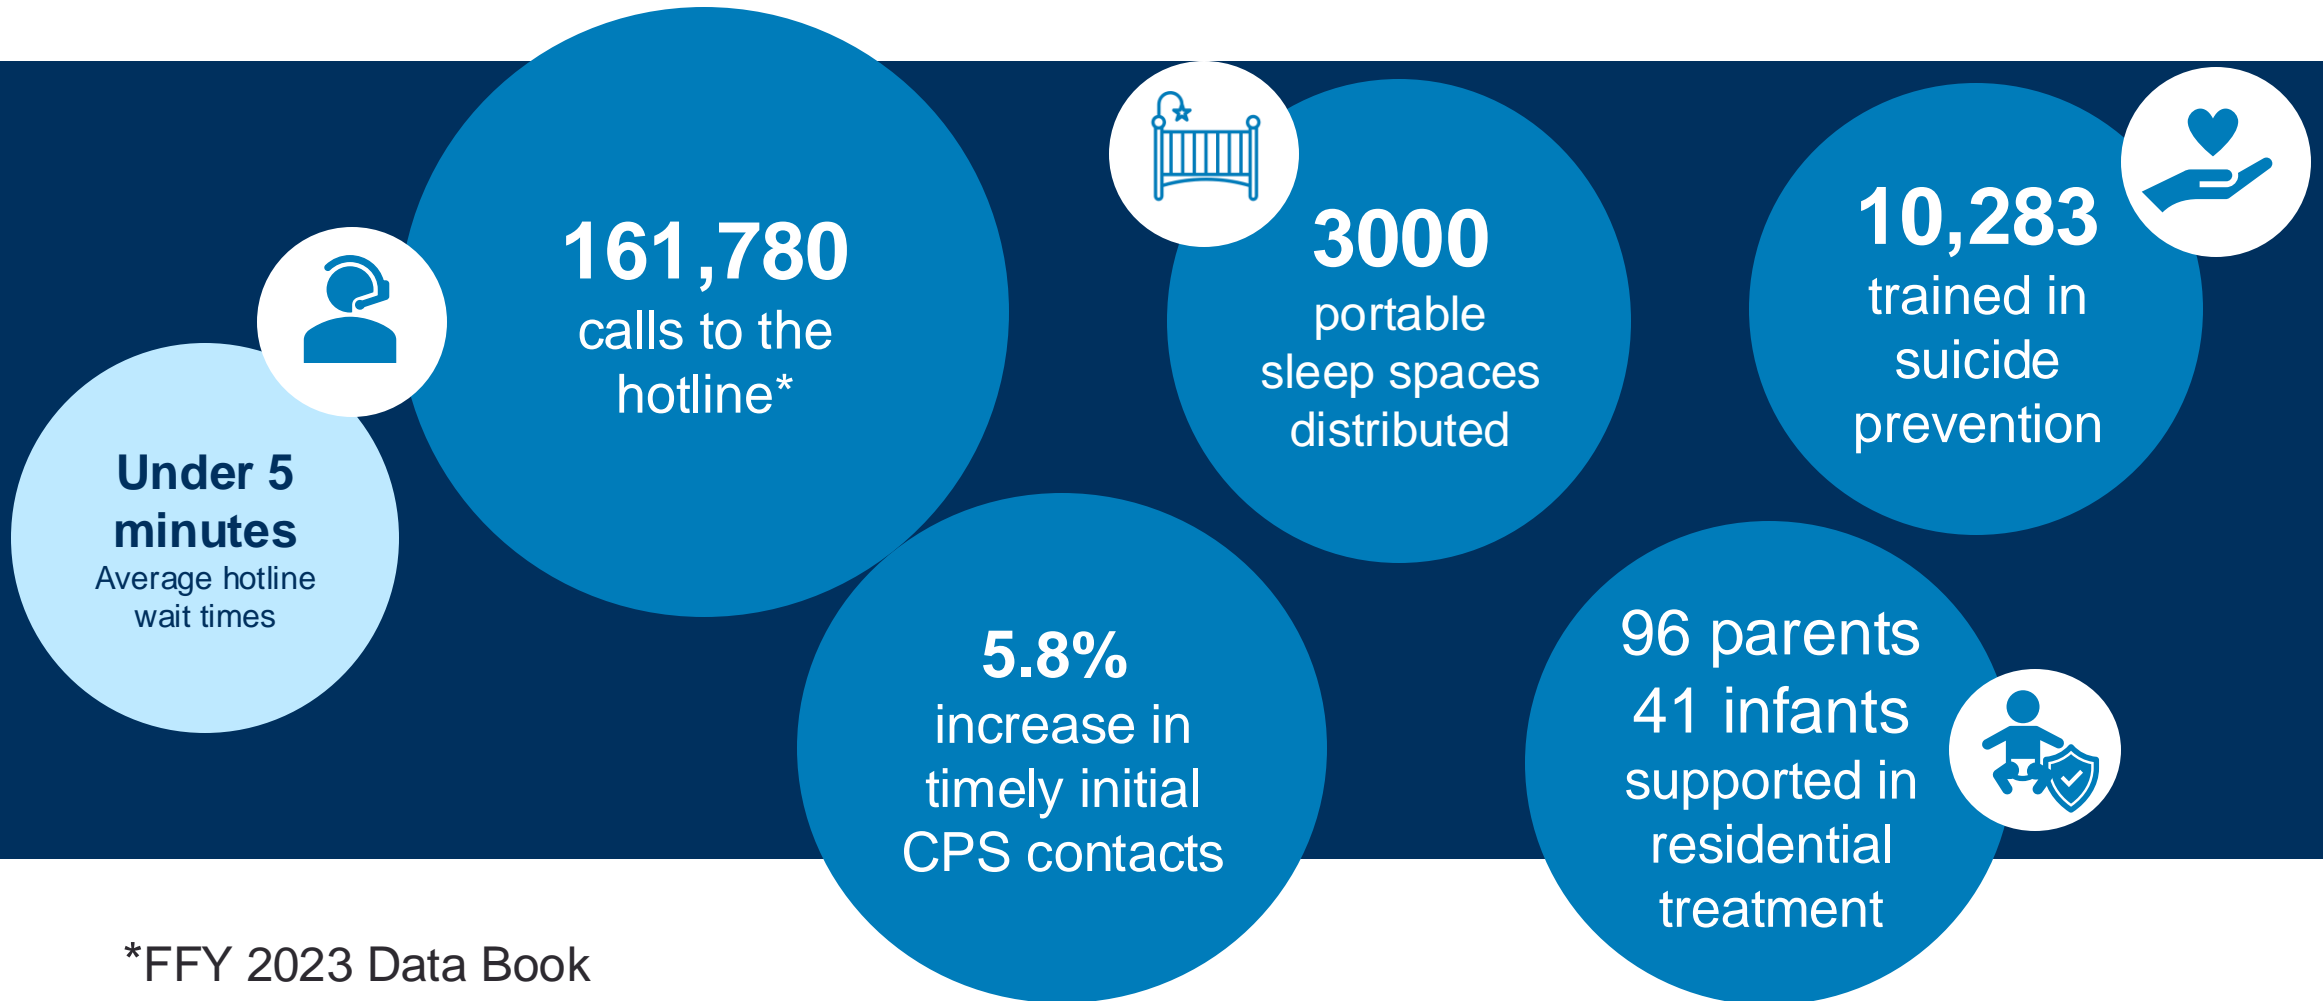 161,780
calls to the
hotline*
Under 5
minutes
Average hotline
wait times
3000
portable
sleep spaces
distributed
10,283
trained in
suicide
prevention
5.8%
increase in
timely initial
CPS contacts
96 parents
41 infants
supported in
residential
treatment
*FFY 2023 Data Book